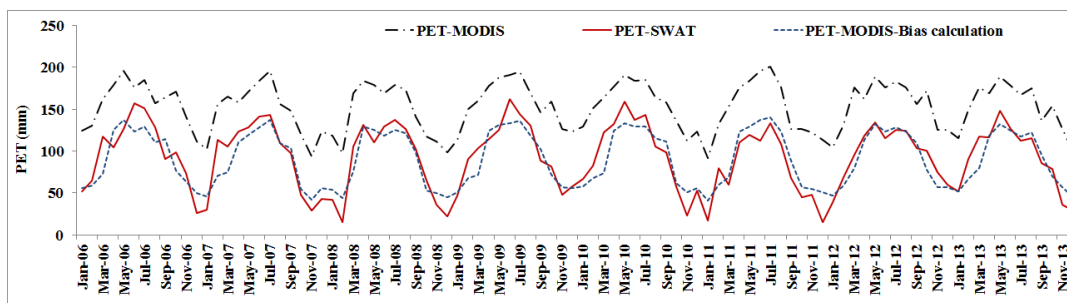 PET-MODIS PET-SWAT PET-MODIS-Bias calculation
PET (mm)
250
200
150
100
50
0
Jan-06
Mar-06
May-06
Jul-06
Sep-06
Nov-06
Jan-07
Mar-07
May-07
Jul-07
Sep-07
Nov-07
Jan-08
Mar-08
May-08
Jul-08
Sep-08
Nov-08
Jan-09
Mar-09
May-09
Jul-09
Sep-09
Nov-09
Jan-10
Mar-10
May-10
Jul-10
Sep-10
Nov-10
Jan-11
Mar-11
May-11
Jul-11
Sep-11
Nov-11
Jan-12
Mar-12
May-12
Jul-12
Sep-12
Nov-12
Jan-13
Mar-13
May-13
Jul-13
Sep-13
Nov-13